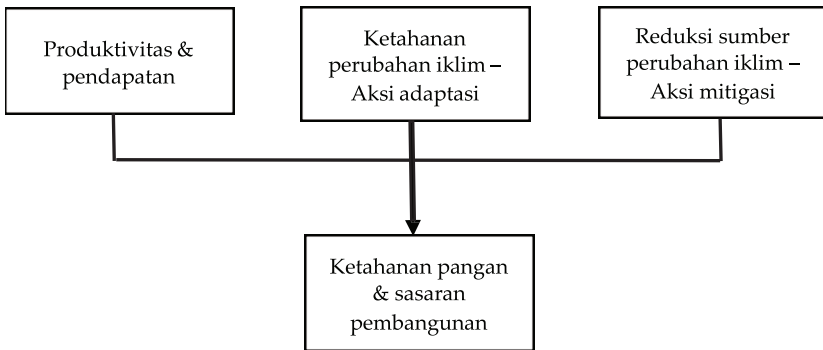 Produktivitas &
pendapatan
Ketahanan
perubahan iklim –
Aksi adaptasi
Reduksi sumber
perubahan iklim –
Aksi mitigasi
Ketahanan pangan
& sasaran
pembangunan